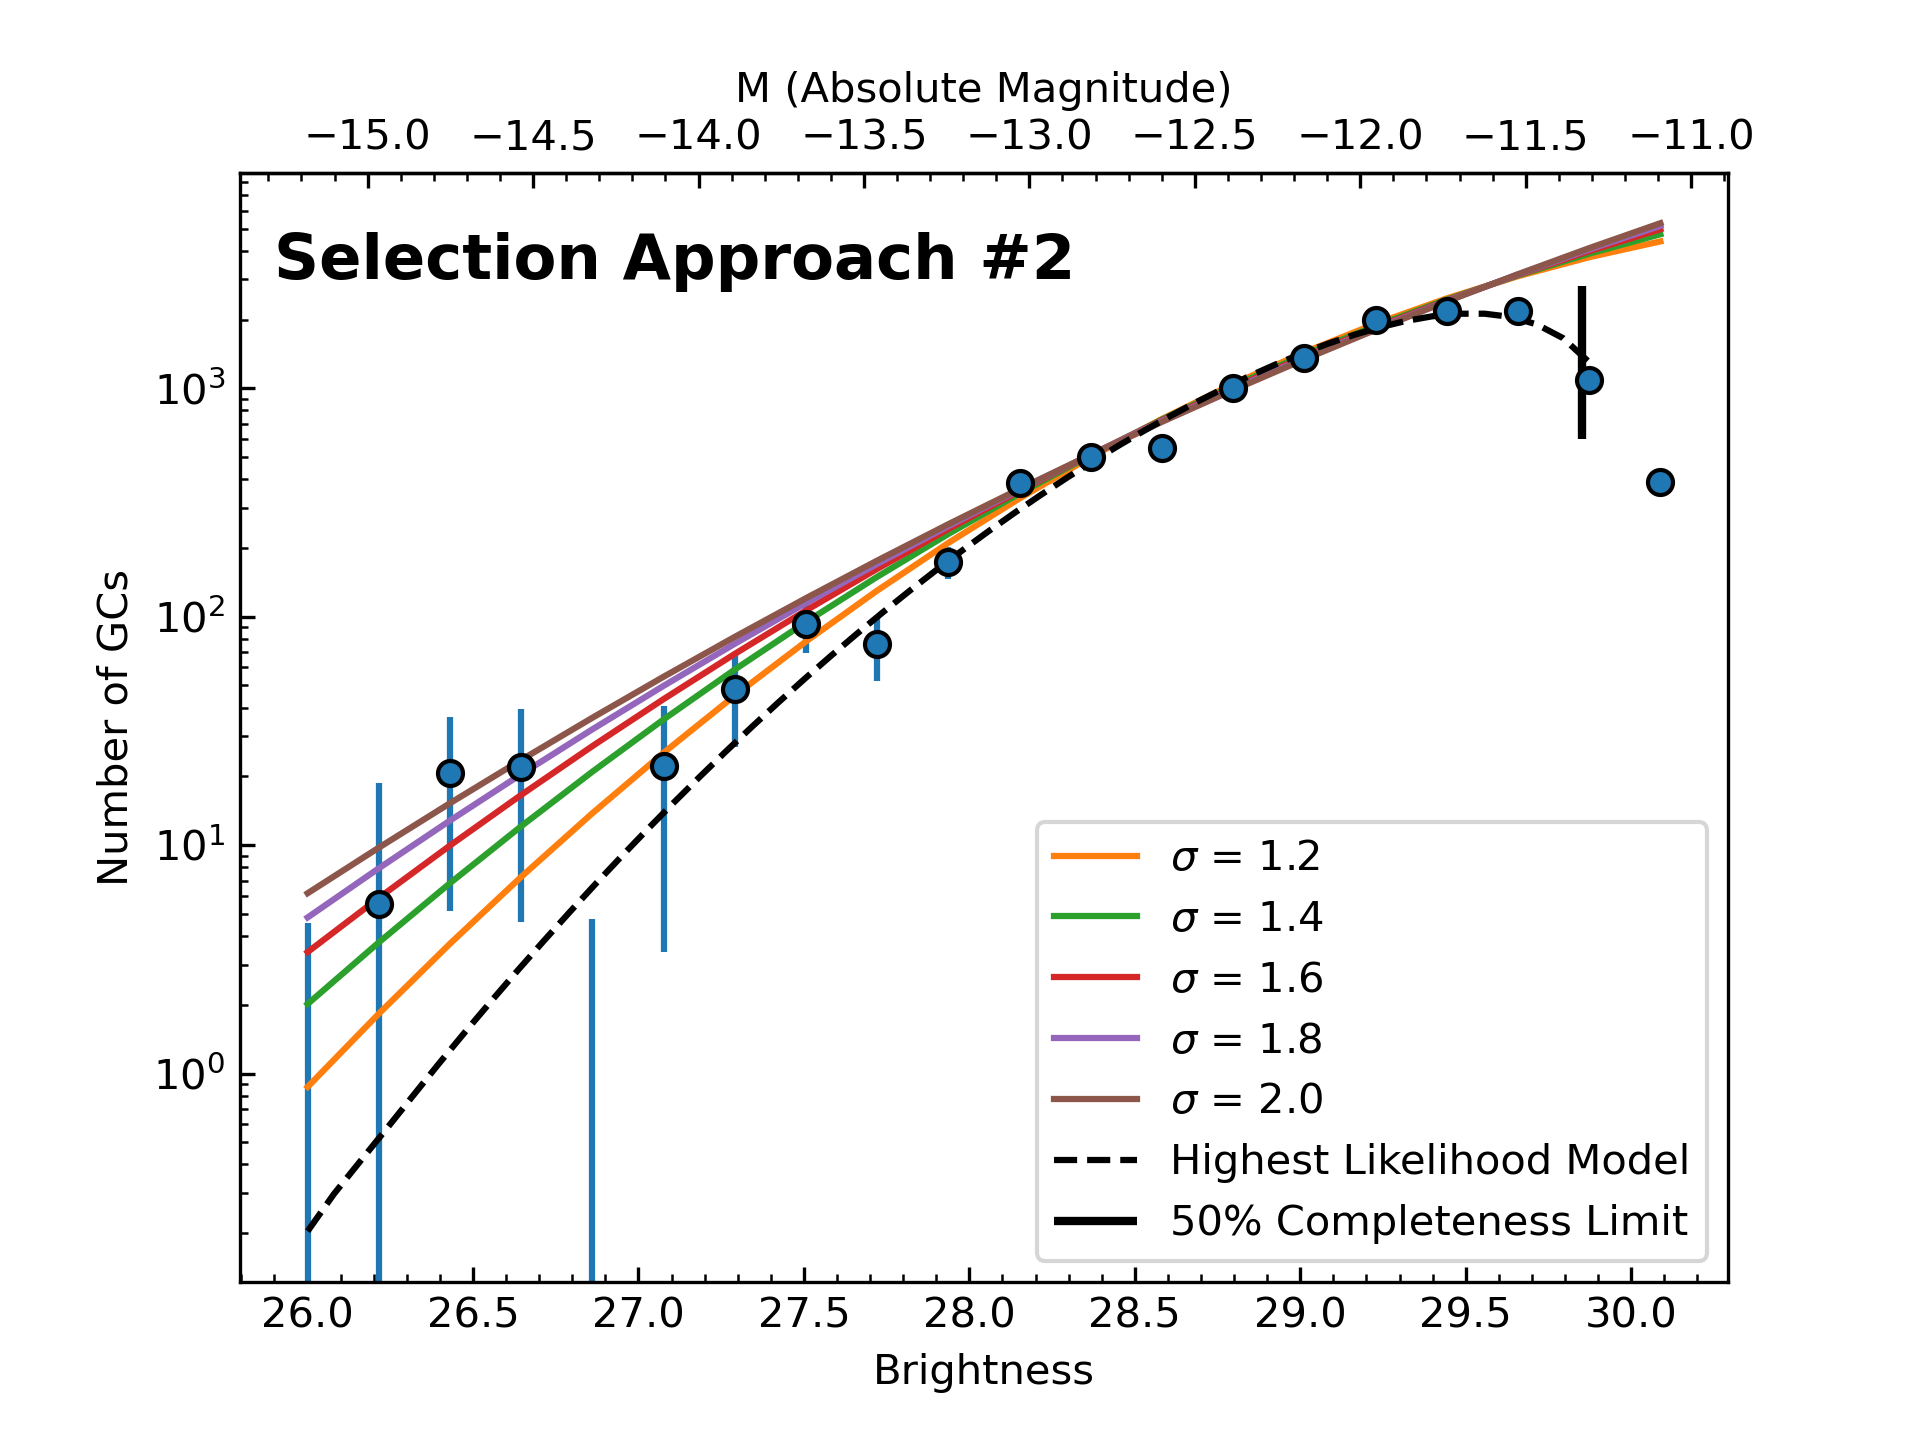 M (Absolute Magnitude)
−15.0 −14.5 −14.0 −13.5 −13.0 −12.5 −12.0 −11.5 −11.0
Selection Approach #2
Number of GCs
10³
10²
10¹
10⁰
σ = 1.2
σ = 1.4
σ = 1.6
σ = 1.8
σ = 2.0
Highest Likelihood Model
50% Completeness Limit
26.0 26.5 27.0 27.5 28.0 28.5 29.0 29.5 30.0
Brightness